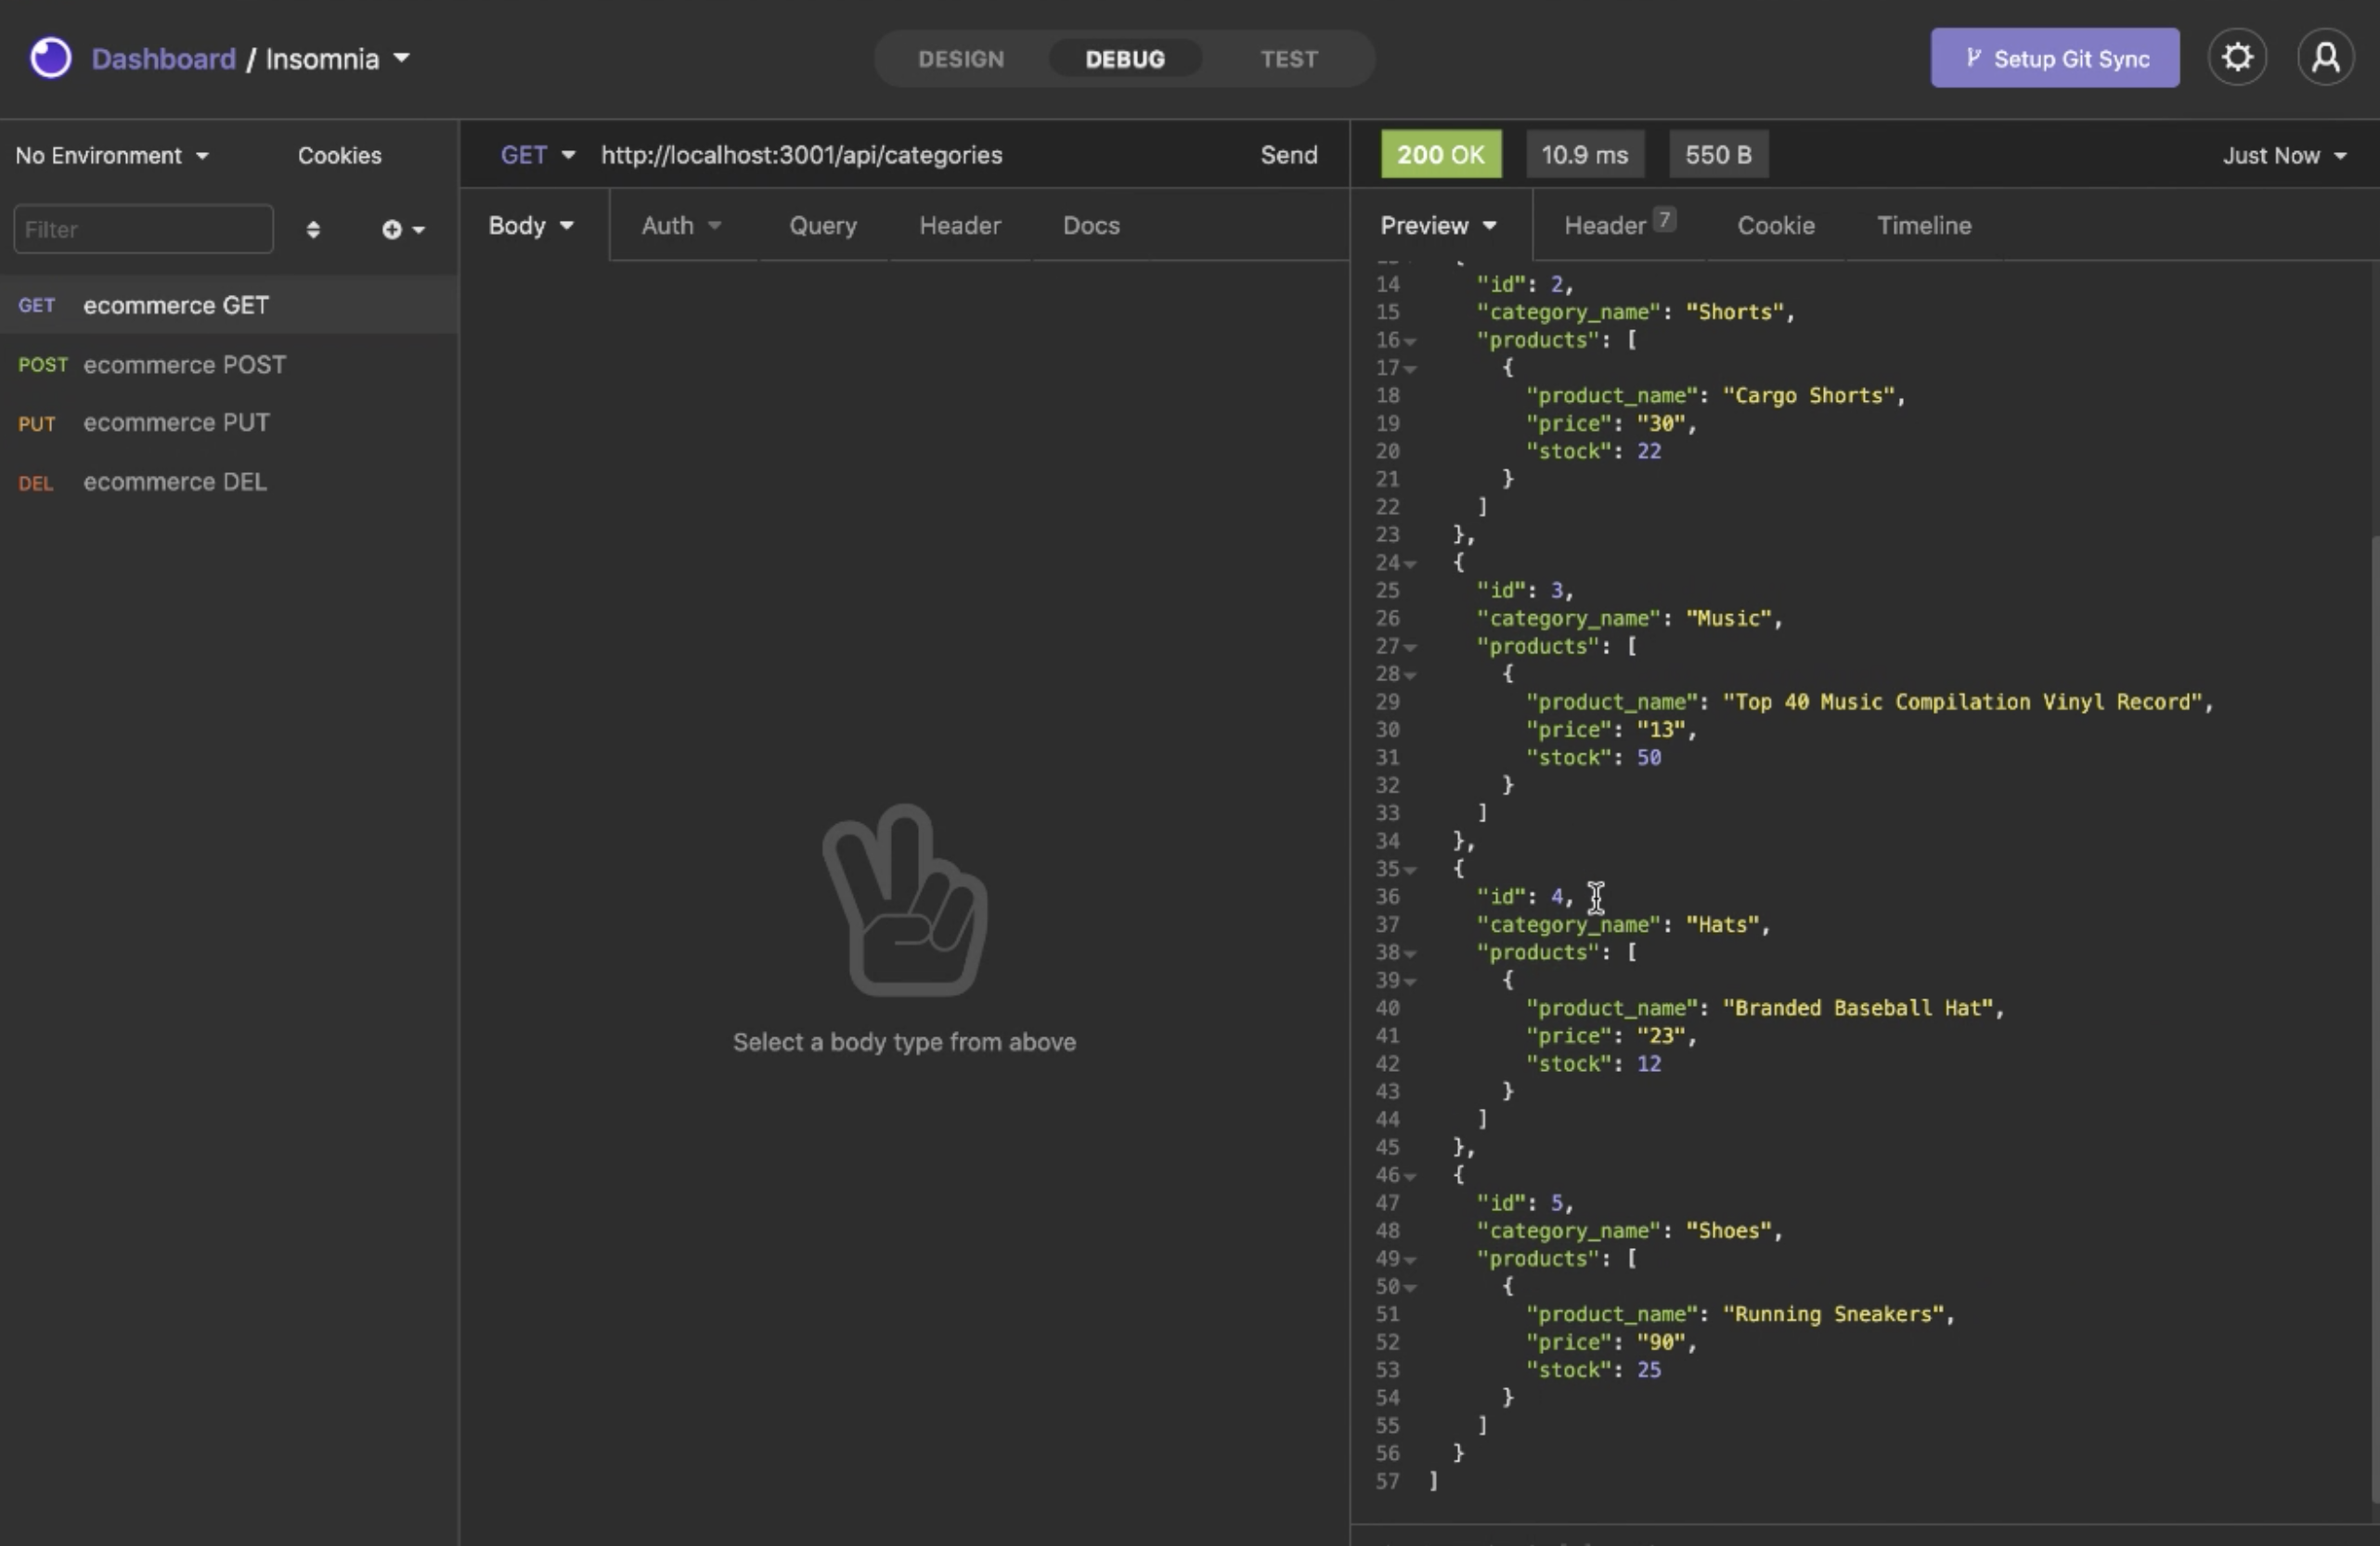 Dashboard / Insomnia
DESIGN DEBUG TEST
Setup Git Sync
No Environment Cookies
Filter
GET ecommerce GET
POST ecommerce POST
PUT ecommerce PUT
DEL ecommerce DEL
GET http://localhost:3001/api/categories Send
Body Auth Query Header Docs
Select a body type from above
200 OK 10.9 ms 550 B Just Now
Preview Header 7 Cookie Timeline
14 "id": 2,
15 "category_name": "Shorts",
16 "products": [
17 {
18 "product_name": "Cargo Shorts",
19 "price": "30",
20 "stock": 22
21 }
22 ]
23 },
24 {
25 "id": 3,
26 "category_name": "Music",
27 "products": [
28 {
29 "product_name": "Top 40 Music Compilation Vinyl Record",
30 "price": "13",
31 "stock": 50
32 }
33 ]
34 },
35 {
36 "id": 4,
37 "category_name": "Hats",
38 "products": [
39 {
40 "product_name": "Branded Baseball Hat",
41 "price": "23",
42 "stock": 12
43 }
44 ]
45 },
46 {
47 "id": 5,
48 "category_name": "Shoes",
49 "products": [
50 {
51 "product_name": "Running Sneakers",
52 "price": "90",
53 "stock": 25
54 }
55 ]
56 }
57 ]